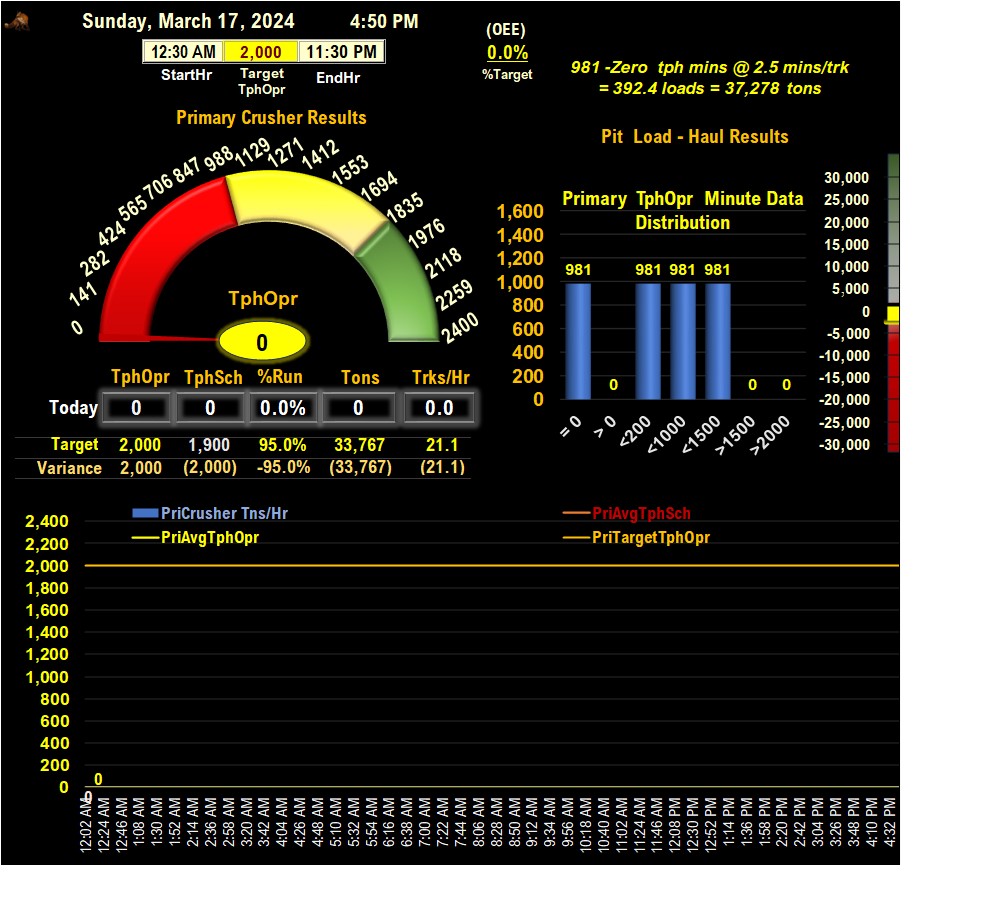 Sunday, March 17, 2024 4:50 PM
12:30 AM 2,000 11:30 PM
StartHr Target TphOpr EndHr
(OEE)
0.0%
%Target
981 -Zero tph mins @ 2.5 mins/trk
= 392.4 loads = 37,278 tons
Primary Crusher Results
0 141 282 424 565 706 847 988 1129 1271 1412 1553 1694 1835 1976 2118 2259 2400
TphOpr
0
Pit Load - Haul Results
Primary TphOpr Minute Data
Distribution
1,600
1,400
1,200
1,000
800
600
400
200
0
981 0 981 981 981 0 0
= 0 > 0 <200 <1000 <1500 >1500 >2000
30,000
25,000
20,000
15,000
10,000
5,000
0
-5,000
-10,000
-15,000
-20,000
-25,000
-30,000
TphOpr TphSch %Run Tons Trks/Hr
Today 0 0 0.0% 0 0.0
Target 2,000 1,900 95.0% 33,767 21.1
Variance 2,000 (2,000) -95.0% (33,767) (21.1)
PriCrusher Tns/Hr PriAvgTphSch
PriAvgTphOpr PriTargetTphOpr
2,400
2,200
2,000
1,800
1,600
1,400
1,200
1,000
800
600
400
200
0
0
0
12:02 AM 12:24 AM 12:46 AM 1:08 AM 1:30 AM 1:52 AM 2:14 AM 2:36 AM 2:58 AM 3:20 AM 3:42 AM 4:04 AM 4:26 AM 4:48 AM 5:10 AM 5:32 AM 5:54 AM 6:16 AM 6:38 AM 7:00 AM 7:22 AM 7:44 AM 8:06 AM 8:28 AM 8:50 AM 9:12 AM 9:34 AM 9:56 AM 10:18 AM 10:40 AM 11:02 AM 11:24 AM 11:46 AM 12:08 PM 12:30 PM 12:52 PM 1:14 PM 1:36 PM 1:58 PM 2:20 PM 2:42 PM 3:04 PM 3:26 PM 3:48 PM 4:10 PM 4:32 PM